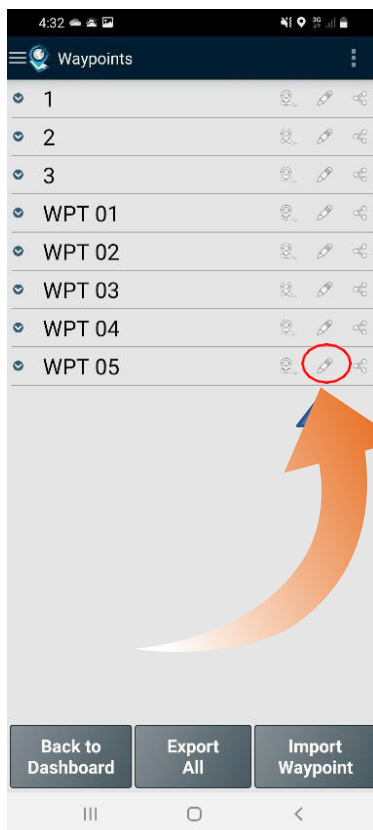 4:32
3G
Waypoints
1
2
3
WPT 01
WPT 02
WPT 03
WPT 04
WPT 05
Back to
Dashboard
Export
All
Import
Waypoint